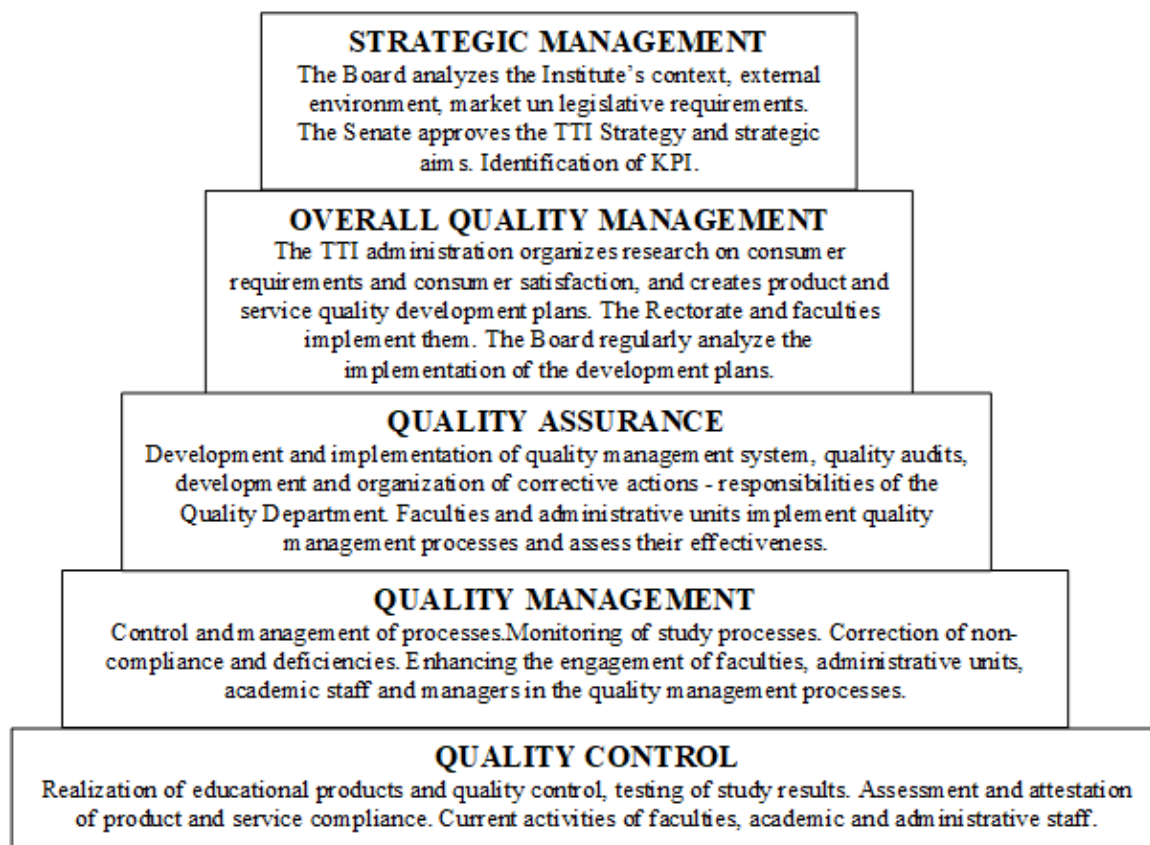 STRATEGIC MANAGEMENT
The Board analyzes the Institute's context, external
environment, market un legislative requirements.
The Senate approves the TTI Strategy and strategic
aims. Identification of KPI.
OVERALL QUALITY MANAGEMENT
The TTI administration organizes research on consumer
requirements and consumer satisfaction, and creates product and
service quality development plans. The Rectorate and faculties
implement them. The Board regularly analyze the
implementation of the development plans.
QUALITY ASSURANCE
Development and implementation of quality management system, quality audits,
development and organization of corrective actions - responsibilities of the
Quality Department. Faculties and administrative units implement quality
management processes and assess their effectiveness.
QUALITY MANAGEMENT
Control and management of processes.Monitoring of study processes. Correction of non-
compliance and deficiencies. Enhancing the engagement of faculties, administrative units,
academic staff and managers in the quality management processes.
QUALITY CONTROL
Realization of educational products and quality control, testing of study results. Assessment and attestation
of product and service compliance. Current activities of faculties, academic and administrative staff.